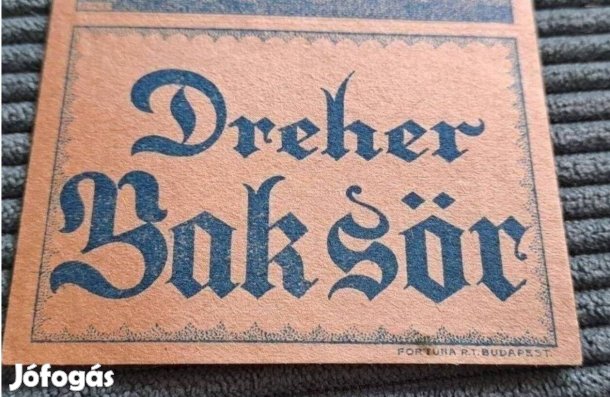 Dreher
Bak sör
FORTUNA R.T. BUDAPEST.
Jófogás